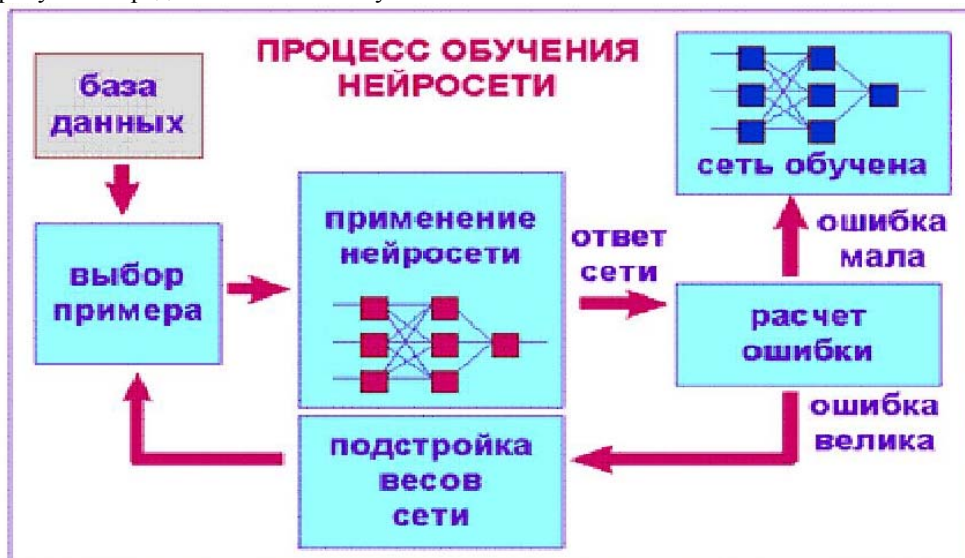 ПРОЦЕСС ОБУЧЕНИЯ
НЕЙРОСЕТИ
база
данных
выбор
примера
применение
нейросети
ответ
сети
расчет
ошибки
ошибка
мала
сеть обучена
ошибка
велика
подстройка
весов
сети